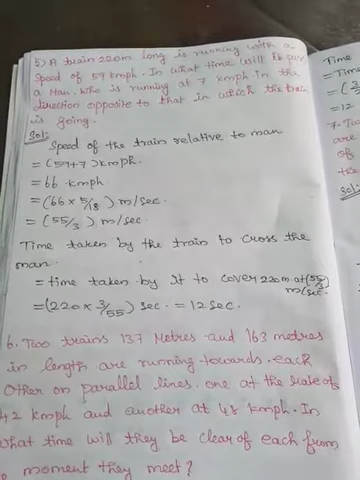 5) A train 220m long is running with a
speed of 59 kmph. In what time will it pass
a Man. Who is running at 7 kmph in the
direction opposite to that in which the train
is going.
Sol:
Speed of the train relative to man
= (59+7) kmph.
= 66 kmph.
= (66 × 5/18) m/sec.
= (55/3) m/sec.
Time taken by the train to cross the
man.
= time taken by it to cover 220m at (55/3)
m/sec.
= (220 × 3/55) sec. = 12 sec.
6. Two trains 137 Metres and 163 metres
in length are running towards each
Other on parallel lines. one at the rate of
42 kmph and another at 48 kmph. In
what time will they be clear of each from
moment they meet?
Time
= Time
= 12
7. Two
are
of
the
Sol: